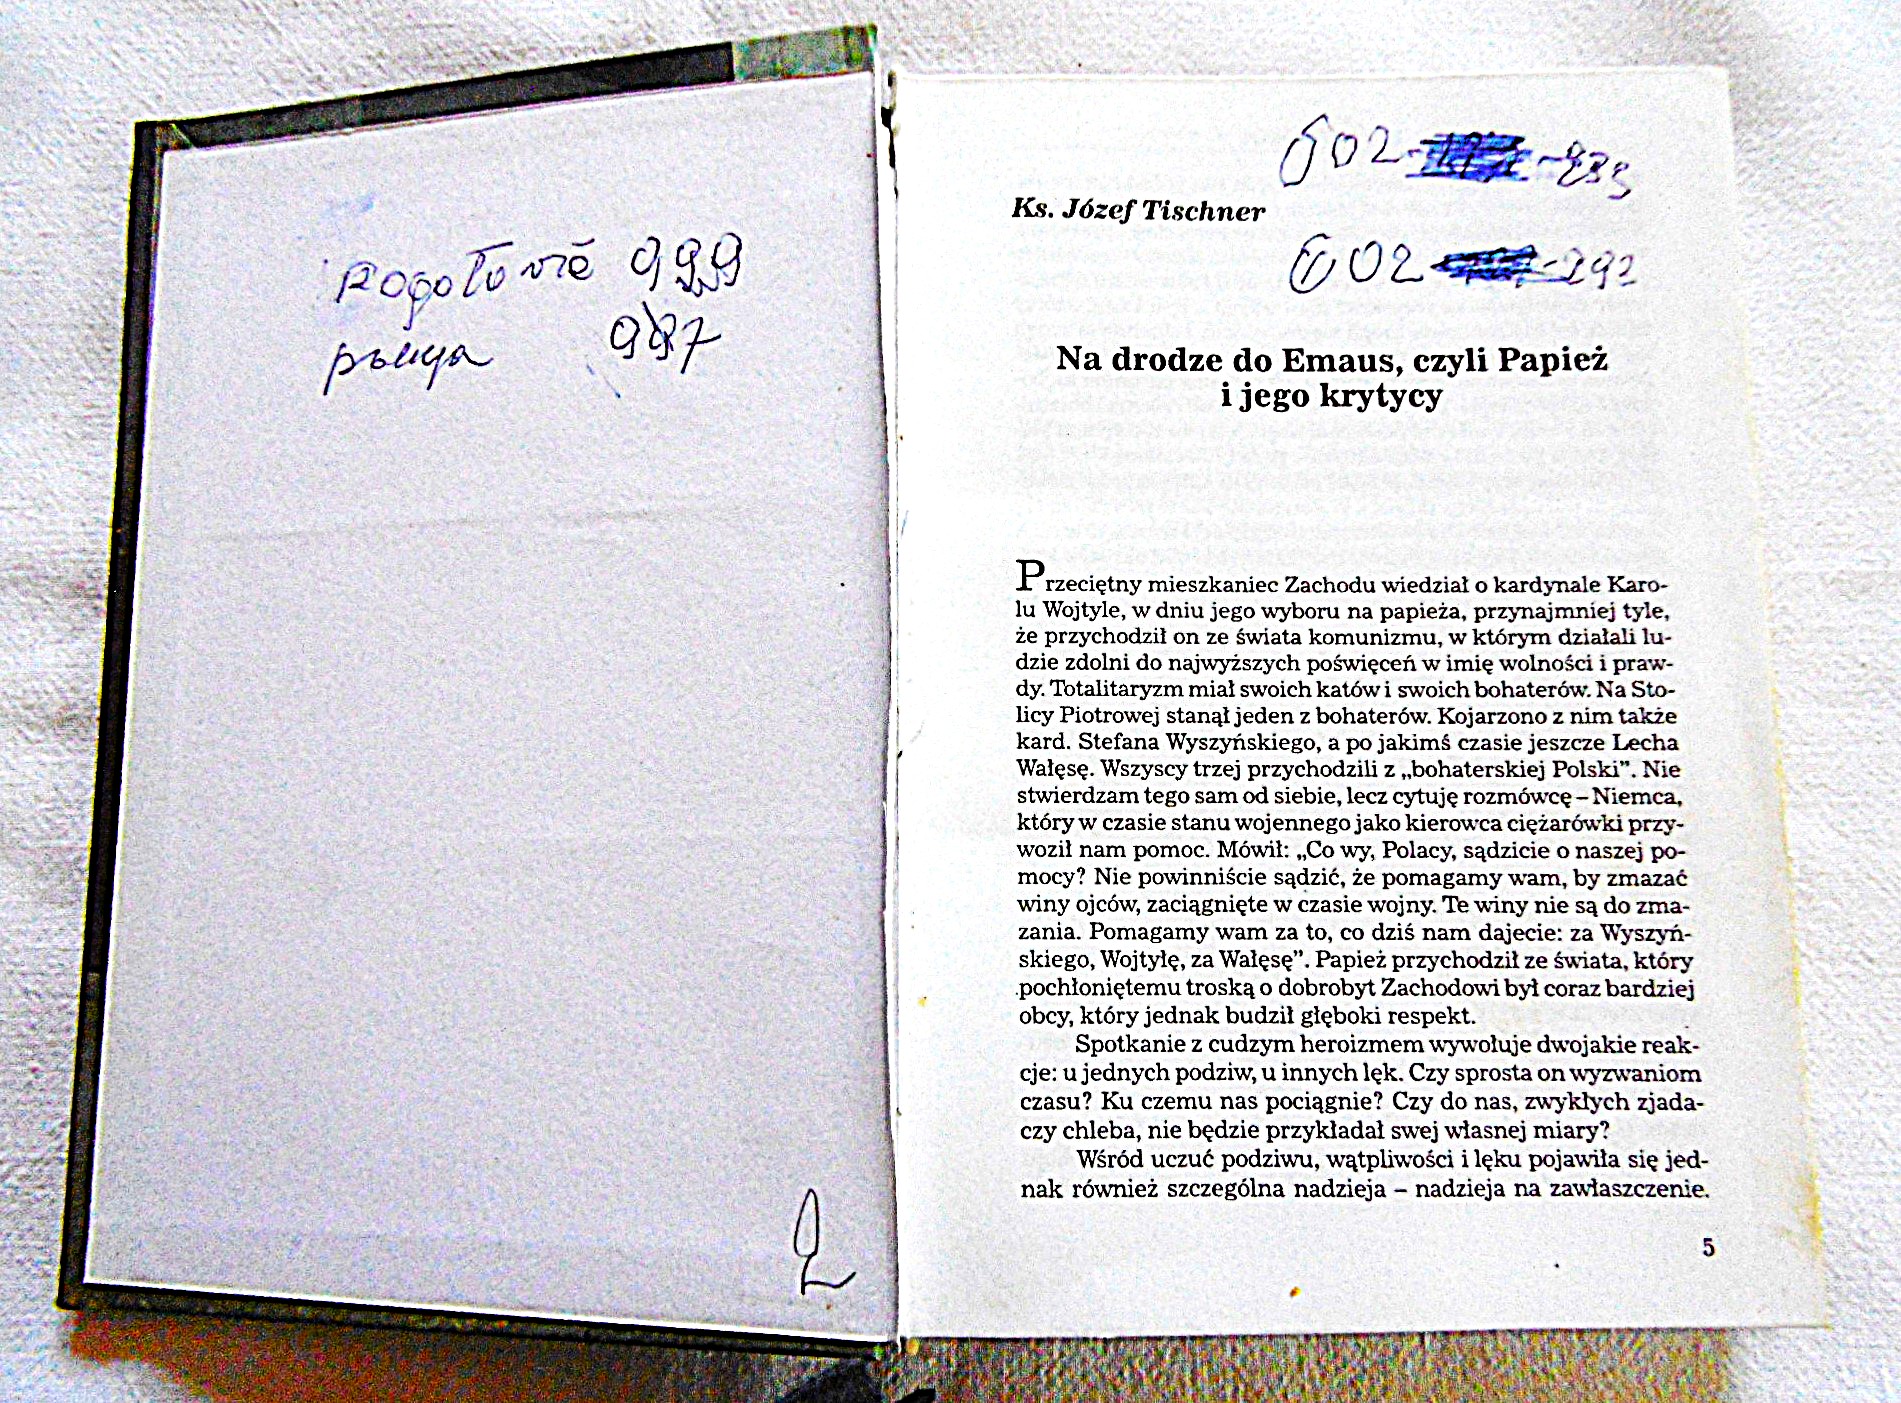 Pogotowie 999
policja 997
602- -833
Ks. Józef Tischner
602- -292
Na drodze do Emaus, czyli Papież
i jego krytycy
Przeciętny mieszkaniec Zachodu wiedział o kardynale Karo-
lu Wojtyle, w dniu jego wyboru na papieża, przynajmniej tyle,
że przychodził on ze świata komunizmu, w którym działali lu-
dzie zdolni do najwyższych poświęceń w imię wolności i praw-
dy. Totalitaryzm miał swoich katów i swoich bohaterów. Na Sto-
licy Piotrowej stanął jeden z bohaterów. Kojarzono z nim także
kard. Stefana Wyszyńskiego, a po jakimś czasie jeszcze Lecha
Wałęsę. Wszyscy trzej przychodzili z „bohaterskiej Polski”. Nie
stwierdzam tego sam od siebie, lecz cytuję rozmówcę – Niemca,
który w czasie stanu wojennego jako kierowca ciężarówki przy-
woził nam pomoc. Mówił: „Co wy, Polacy, sądzicie o naszej po-
mocy? Nie powinniście sądzić, że pomagamy wam, by zmazać
winy ojców, zaciągnięte w czasie wojny. Te winy nie są do zma-
zania. Pomagamy wam za to, co dziś nam dajecie: za Wyszyń-
skiego, Wojtyłę, za Wałęsę”. Papież przychodził ze świata, który
pochłoniętemu troską o dobrobyt Zachodowi był coraz bardziej
obcy, który jednak budził głęboki respekt.
Spotkanie z cudzym heroizmem wywołuje dwojakie reak-
cje: u jednych podziw, u innych lęk. Czy sprosta on wyzwaniom
czasu? Ku czemu nas pociągnie? Czy do nas, zwykłych zjada-
czy chleba, nie będzie przykładał swej własnej miary?
Wśród uczuć podziwu, wątpliwości i lęku pojawiła się jed-
nak również szczególna nadzieja – nadzieja na zawłaszczenie.
5